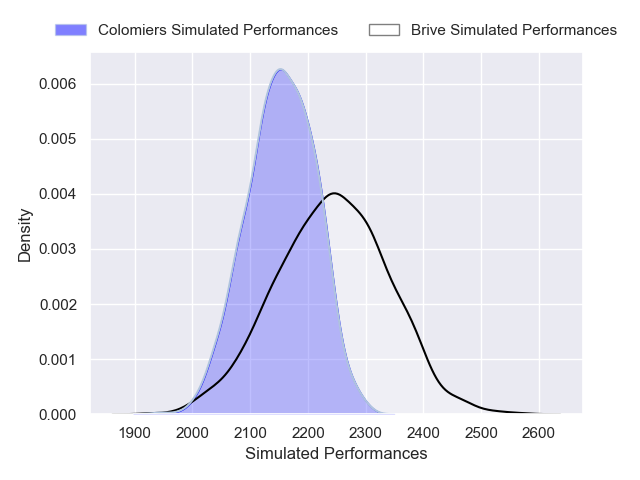 Colomiers Simulated Performances
Brive Simulated Performances
0.006
0.005
0.004
0.003
0.002
0.001
0.000
Density
1900 2000 2100 2200 2300 2400 2500 2600
Simulated Performances